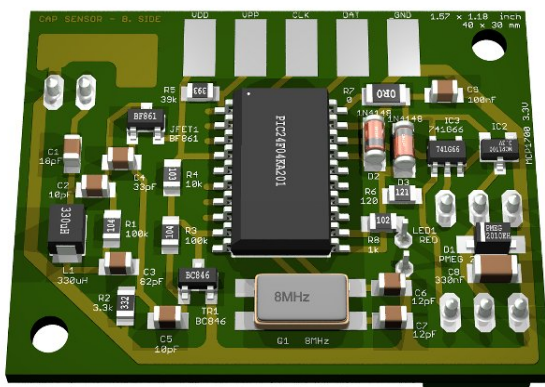 CAP SENSOR - B. SIDE
VDD VPP CLK DAT GND
1.57 x 1.18 inch
40 x 30 mm
R5
39k
393
R7
0
0R0
C9
100nF
1N4148
1N4148
BF861
JFET1
BF861
PIC24F04KA201
IC3
741G66
741G66
IC2
MCP1700 3.3V
C1
18pF
C4
33pF
C2
10pF
103
R4
10k
D2
D3
R6
120
121
330uH
L1
330uH
104
R1
100k
104
R3
100k
102
R8
1k
LED1
RED
D1
PMEG
PMEG
2010AEH
C8
330nF
C3
82pF
BC846
TR1
BC846
R2
3.3k
332
C5
10pF
8MHz
Q1 8MHz
C6
12pF
C7
12pF